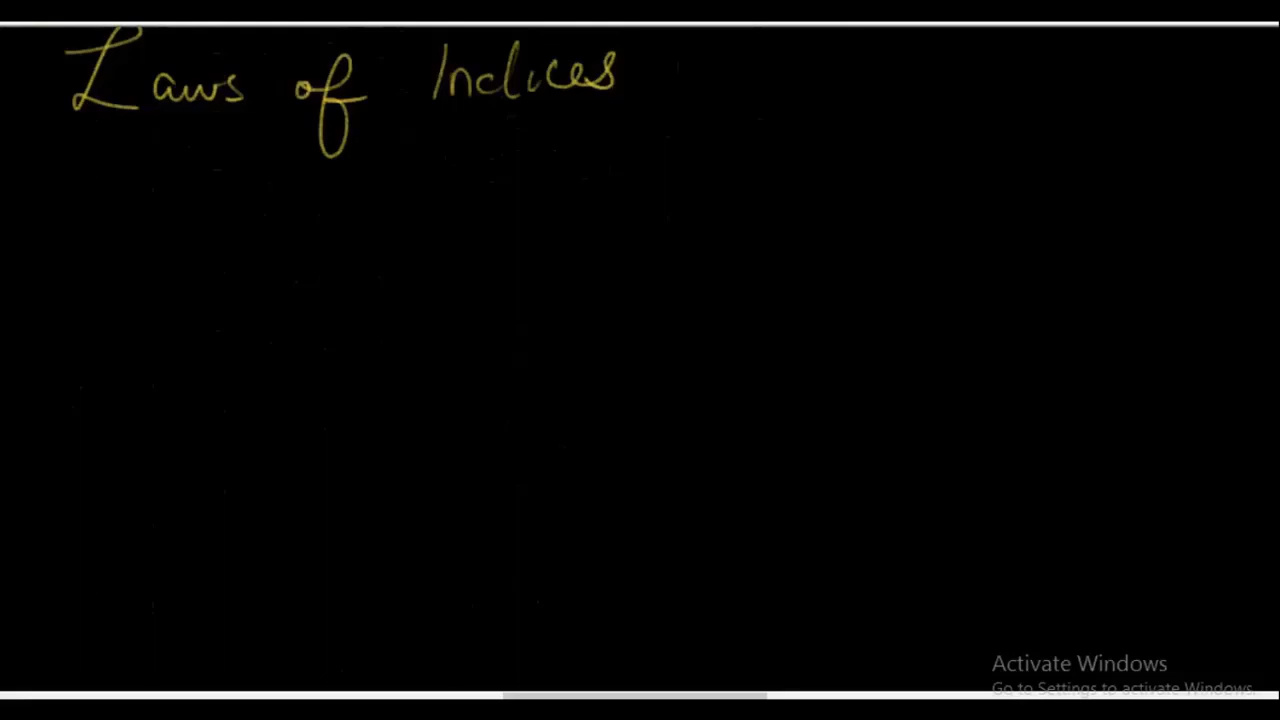 Laws of Indices
Activate Windows
Go to Settings to activate Windows.